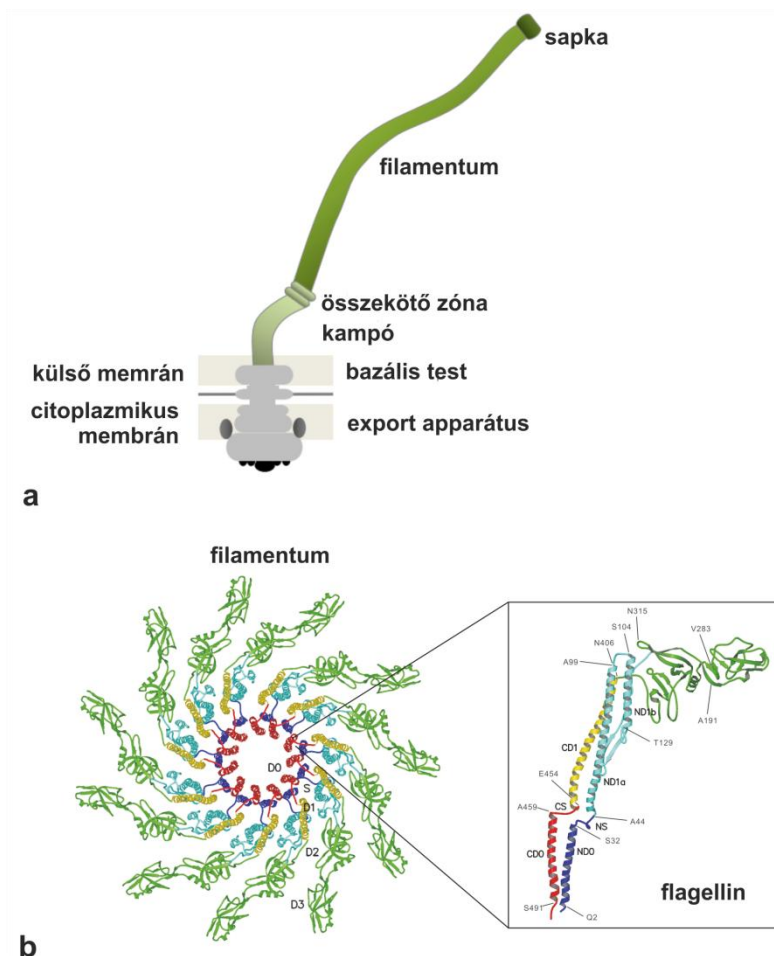 sapka
filamentum
összekötő zóna
kampó
külső memrán
bazális test
citoplazmikus
membrán
export apparátus
a
filamentum
N315
V283
S104
N406
A99
ND1b
A191
T129
CD1
ND1a
E454
CS
A459
A44
NS
S32
CD0
ND0
S491
Q2
flagellin
D0
S
D1
D2
D3
b